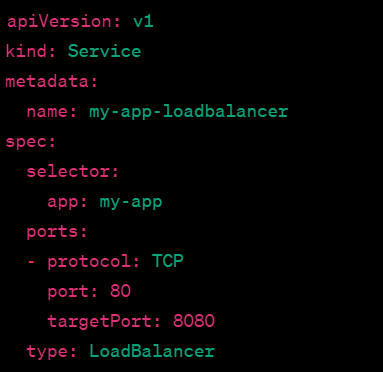 apiVersion: v1
kind: Service
metadata:
  name: my-app-loadbalancer
spec:
  selector:
    app: my-app
  ports:
  - protocol: TCP
    port: 80
    targetPort: 8080
  type: LoadBalancer